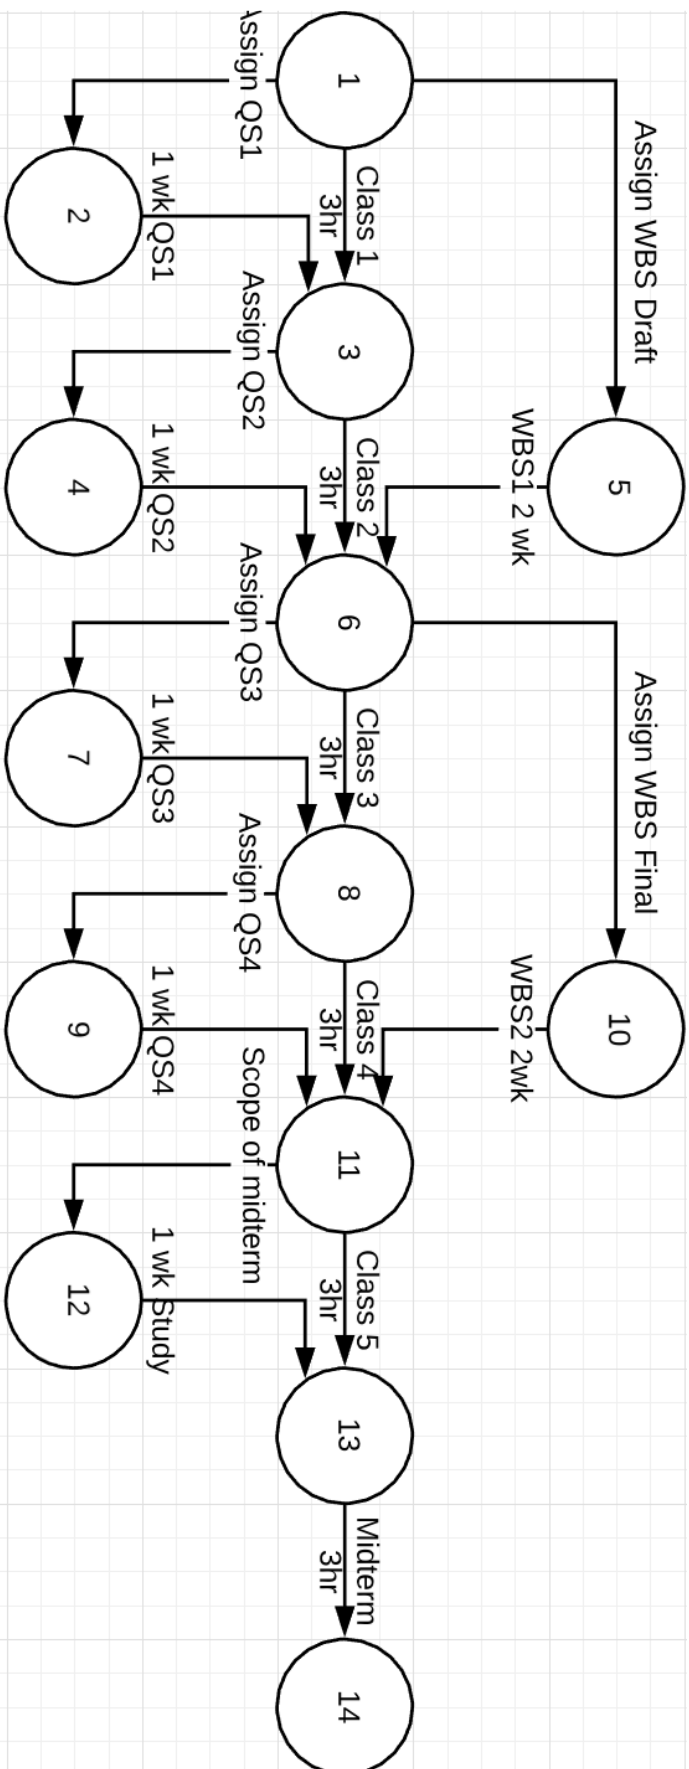 Assign WBS Draft
Assign WBS Final
5
10
WBS1 2 wk
WBS2 2wk
1
Class 1
3hr
3
Class 2
3hr
6
Class 3
3hr
8
Class 4
3hr
11
Class 5
3hr
13
Midterm
3hr
14
Assign QS1
Assign QS2
Assign QS3
Assign QS4
Scope of midterm
1 wk QS1
1 wk QS2
1 wk QS3
1 wk QS4
1 wk Study
2
4
7
9
12